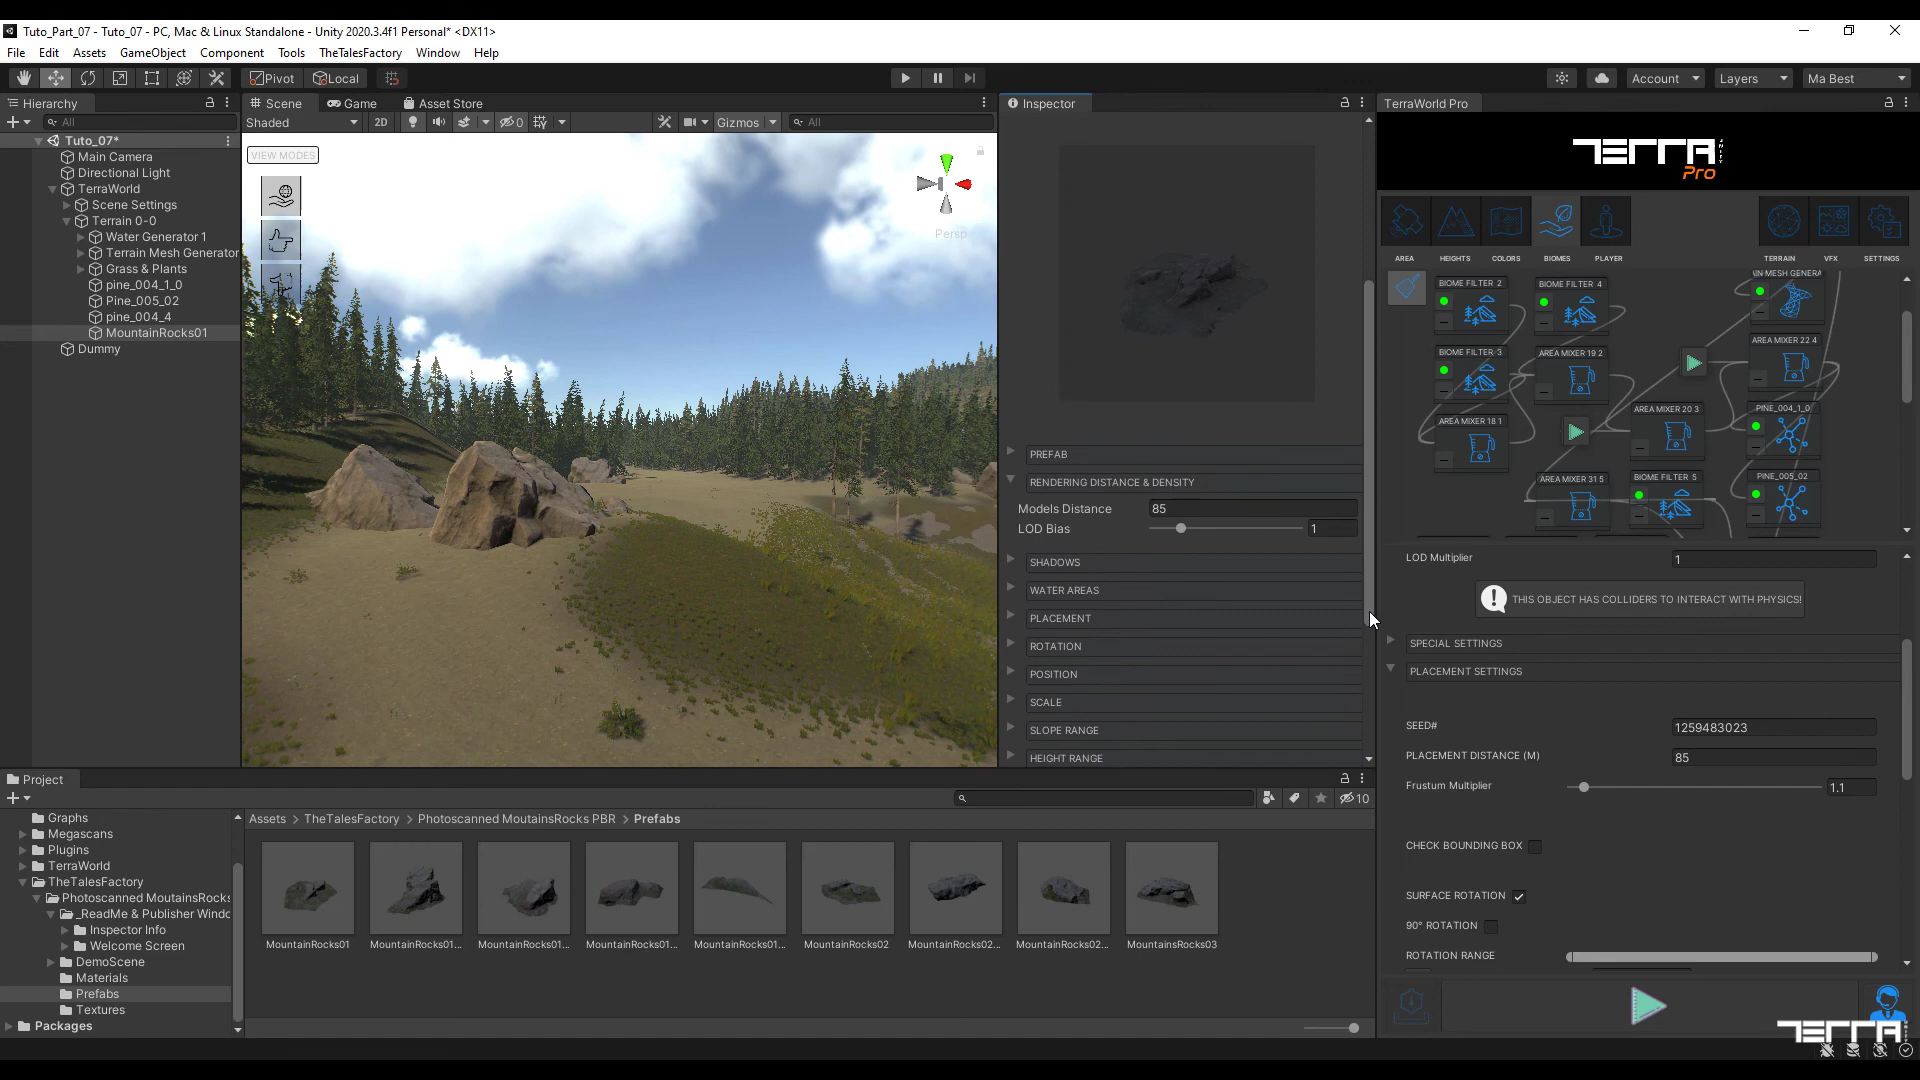 Tuto_Part_07 - Tuto_07 - PC, Mac & Linux Standalone - Unity 2020.3.4f1 Personal* <DX11>
File Edit Assets GameObject Component Tools TheTalesFactory Window Help
Pivot Local Account Layers Ma Best
Hierarchy Scene Game Asset Store Inspector TerraWorld Pro
All Shaded 2D 0 Gizmos All
Tuto_07*
Main Camera
Directional Light
TerraWorld
Scene Settings
Terrain 0-0
Water Generator 1
Terrain Mesh Generator
Grass & Plants
pine_004_1_0
Pine_005_02
pine_004_4
MountainRocks01
Dummy
VIEW MODES
Persp
PREFAB
RENDERING DISTANCE & DENSITY
Models Distance 85
LOD Bias 1
SHADOWS
WATER AREAS
PLACEMENT
ROTATION
POSITION
SCALE
SLOPE RANGE
HEIGHT RANGE
TERRA UNITY
Pro
AREA HEIGHTS COLORS BIOMES PLAYER TERRAIN VFX SETTINGS
BIOME FILTER 2 BIOME FILTER 4 AIN MESH GENERA
BIOME FILTER 3 AREA MIXER 19 2 AREA MIXER 22 4
AREA MIXER 18 1 AREA MIXER 20 3 PINE_004_1_0
AREA MIXER 31 5 BIOME FILTER 5 PINE_005_02
LOD Multiplier 1
THIS OBJECT HAS COLLIDERS TO INTERACT WITH PHYSICS!
SPECIAL SETTINGS
PLACEMENT SETTINGS
SEED# 1259483023
PLACEMENT DISTANCE (M) 85
Frustum Multiplier 1.1
CHECK BOUNDING BOX
SURFACE ROTATION
90° ROTATION
ROTATION RANGE
TERRA
Project
10
Graphs
Megascans
Plugins
TerraWorld
TheTalesFactory
Photoscanned MoutainsRocks
_ReadMe & Publisher Windo
Inspector Info
Welcome Screen
DemoScene
Materials
Prefabs
Textures
Packages
Assets > TheTalesFactory > Photoscanned MoutainsRocks PBR > Prefabs
MountainRocks01 MountainRocks01... MountainRocks01... MountainRocks01... MountainRocks01... MountainRocks02 MountainRocks02... MountainRocks02... MountainsRocks03